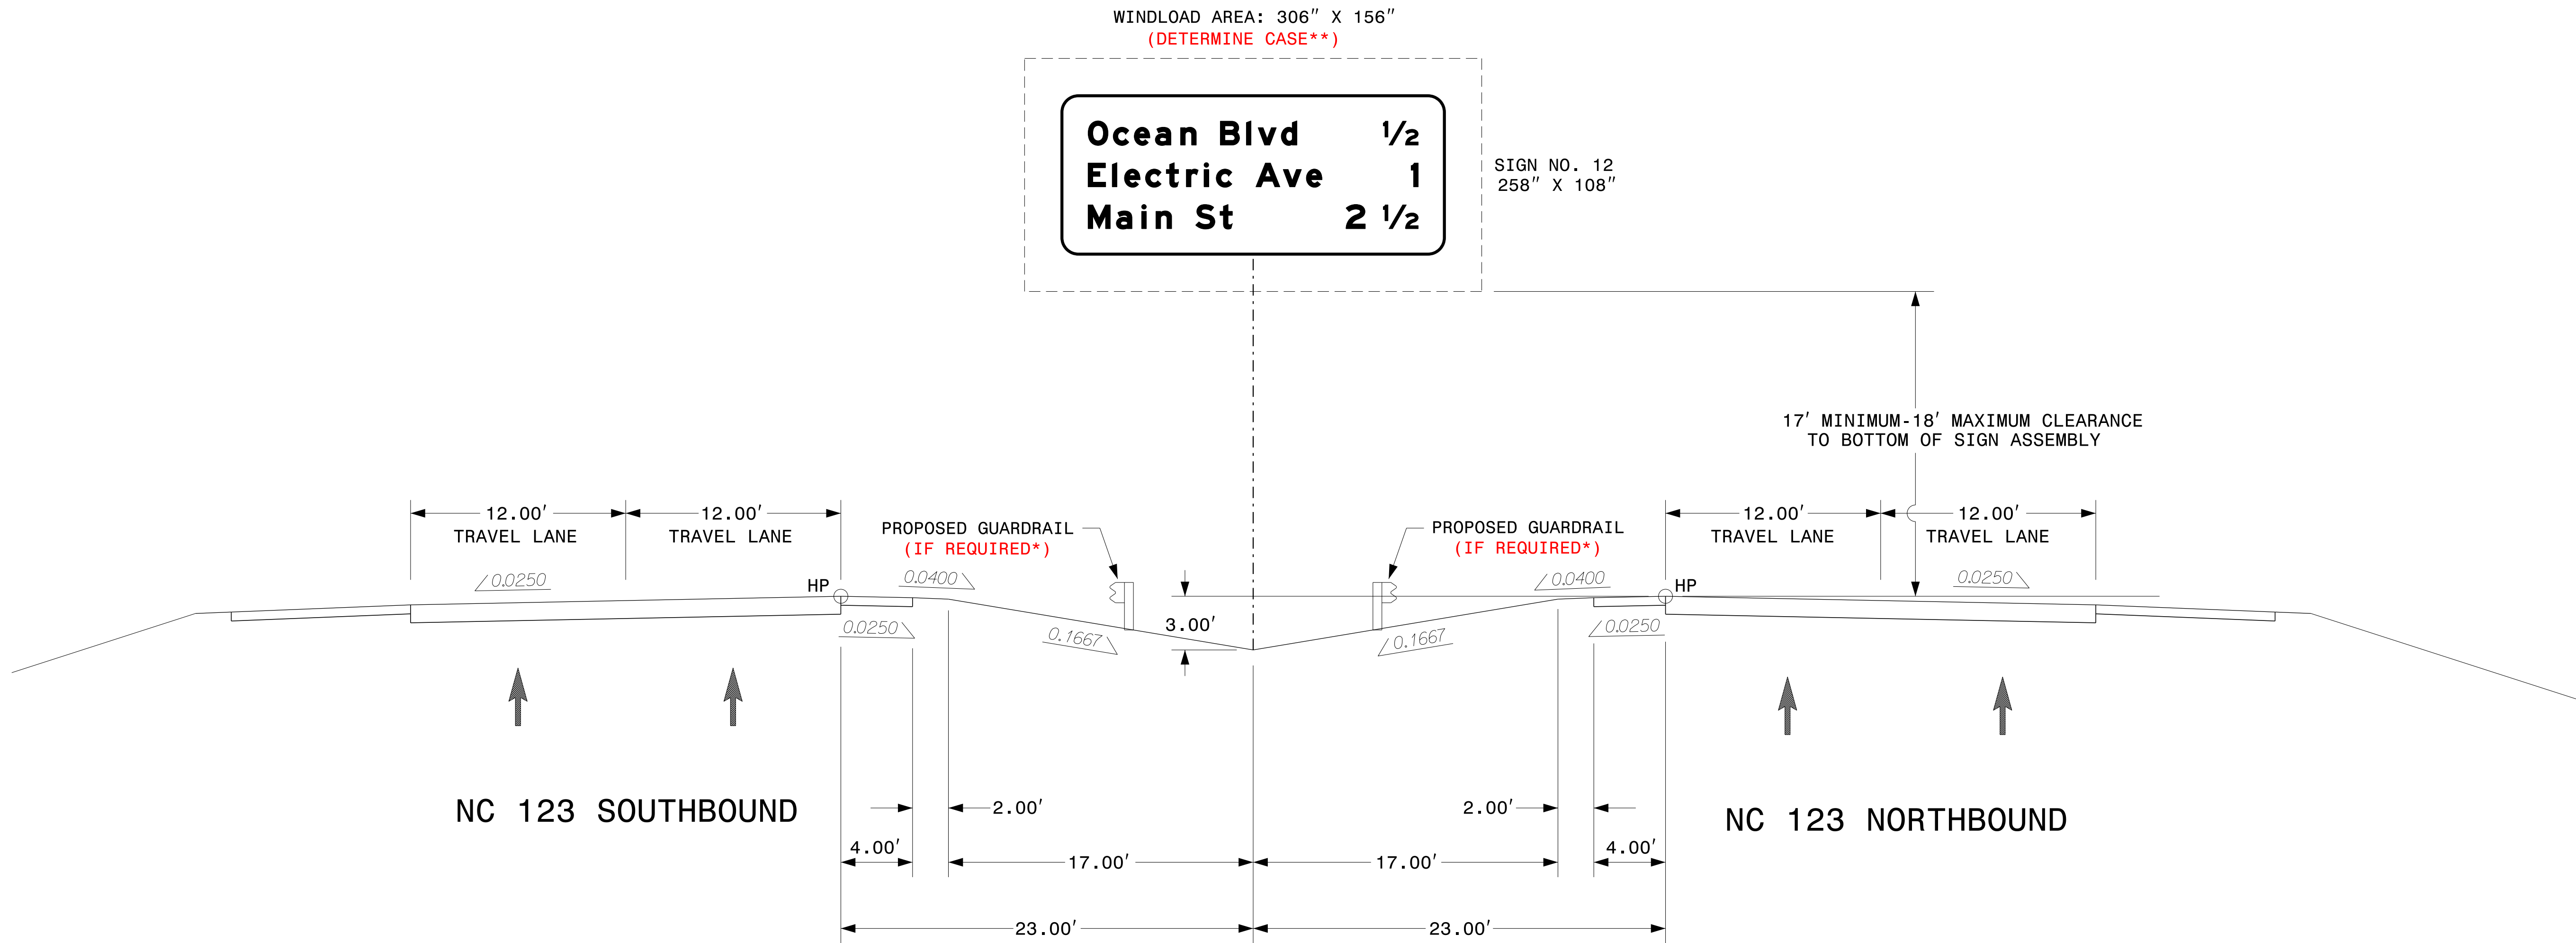 WINDLOAD AREA: 306" X 156"
(DETERMINE CASE**)
Ocean Blvd ½
Electric Ave 1
Main St 2 ½
SIGN NO. 12
258" X 108"
17' MINIMUM-18' MAXIMUM CLEARANCE
TO BOTTOM OF SIGN ASSEMBLY
12.00'
TRAVEL LANE
12.00'
TRAVEL LANE
PROPOSED GUARDRAIL
(IF REQUIRED*)
PROPOSED GUARDRAIL
(IF REQUIRED*)
12.00'
TRAVEL LANE
12.00'
TRAVEL LANE
0.0250
HP
0.0400
0.0400
HP
0.0250
0.0250
0.1667
3.00'
0.1667
0.0250
NC 123 SOUTHBOUND
2.00'
2.00'
NC 123 NORTHBOUND
4.00'
17.00'
17.00'
4.00'
23.00'
23.00'